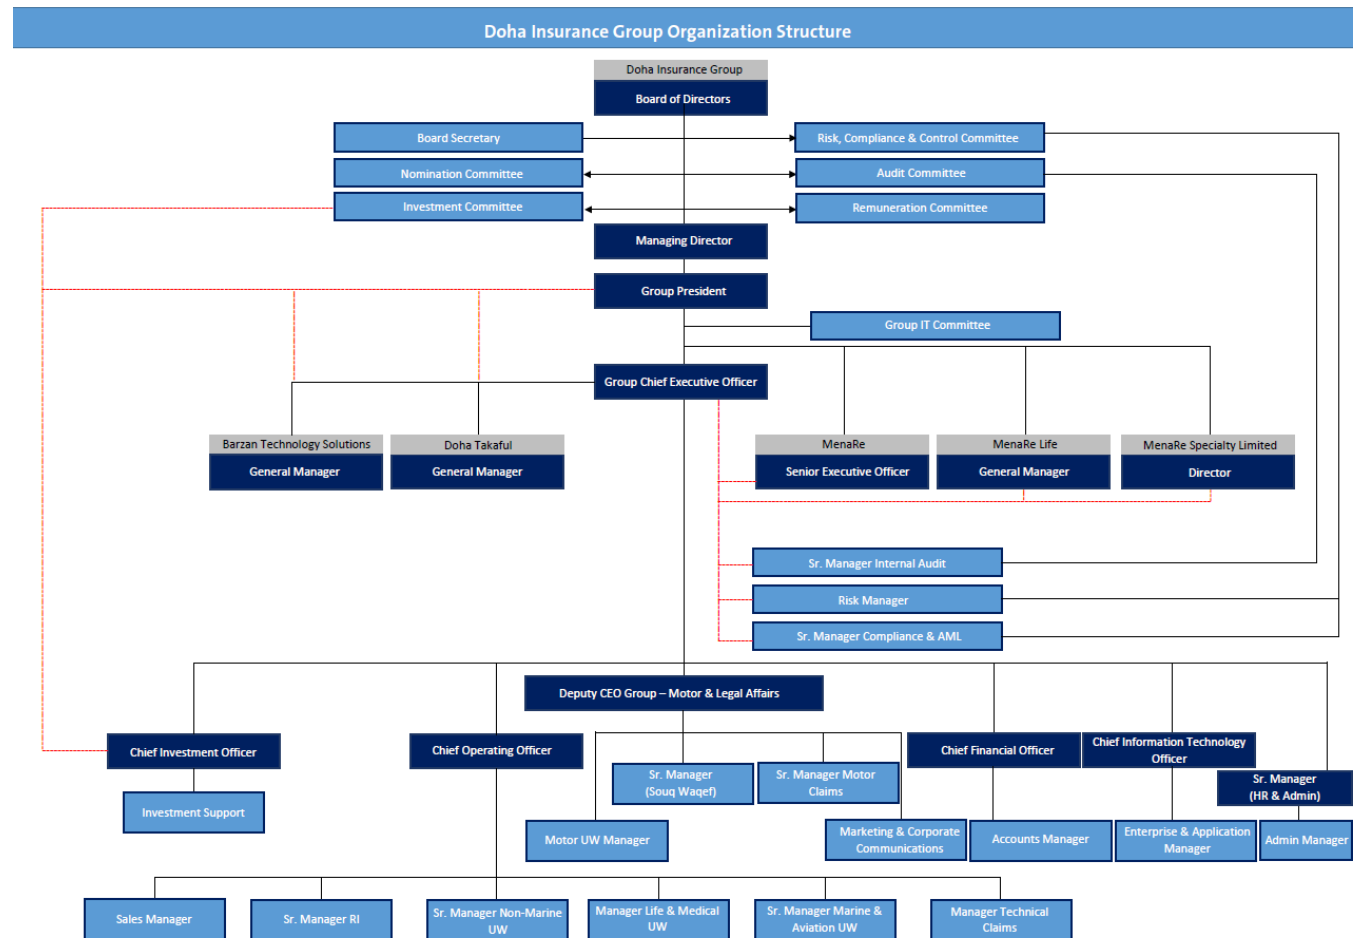 Doha Insurance Group Organization Structure
Doha Insurance Group
Board of Directors
Board Secretary
Risk, Compliance & Control Committee
Nomination Committee
Audit Committee
Investment Committee
Remuneration Committee
Managing Director
Group President
Group IT Committee
Group Chief Executive Officer
Barzan Technology Solutions
General Manager
Doha Takaful
General Manager
MenaRe
Senior Executive Officer
MenaRe Life
General Manager
MenaRe Specialty Limited
Director
Sr. Manager Internal Audit
Risk Manager
Sr. Manager Compliance & AML
Deputy CEO Group – Motor & Legal Affairs
Chief Investment Officer
Chief Operating Officer
Chief Financial Officer
Chief Information Technology
Officer
Sr. Manager
(HR & Admin)
Investment Support
Sr. Manager
(Souq Waqef)
Sr. Manager Motor
Claims
Motor UW Manager
Marketing & Corporate
Communications
Accounts Manager
Enterprise & Application
Manager
Admin Manager
Sales Manager
Sr. Manager RI
Sr. Manager Non-Marine
UW
Manager Life & Medical
UW
Sr. Manager Marine &
Aviation UW
Manager Technical
Claims